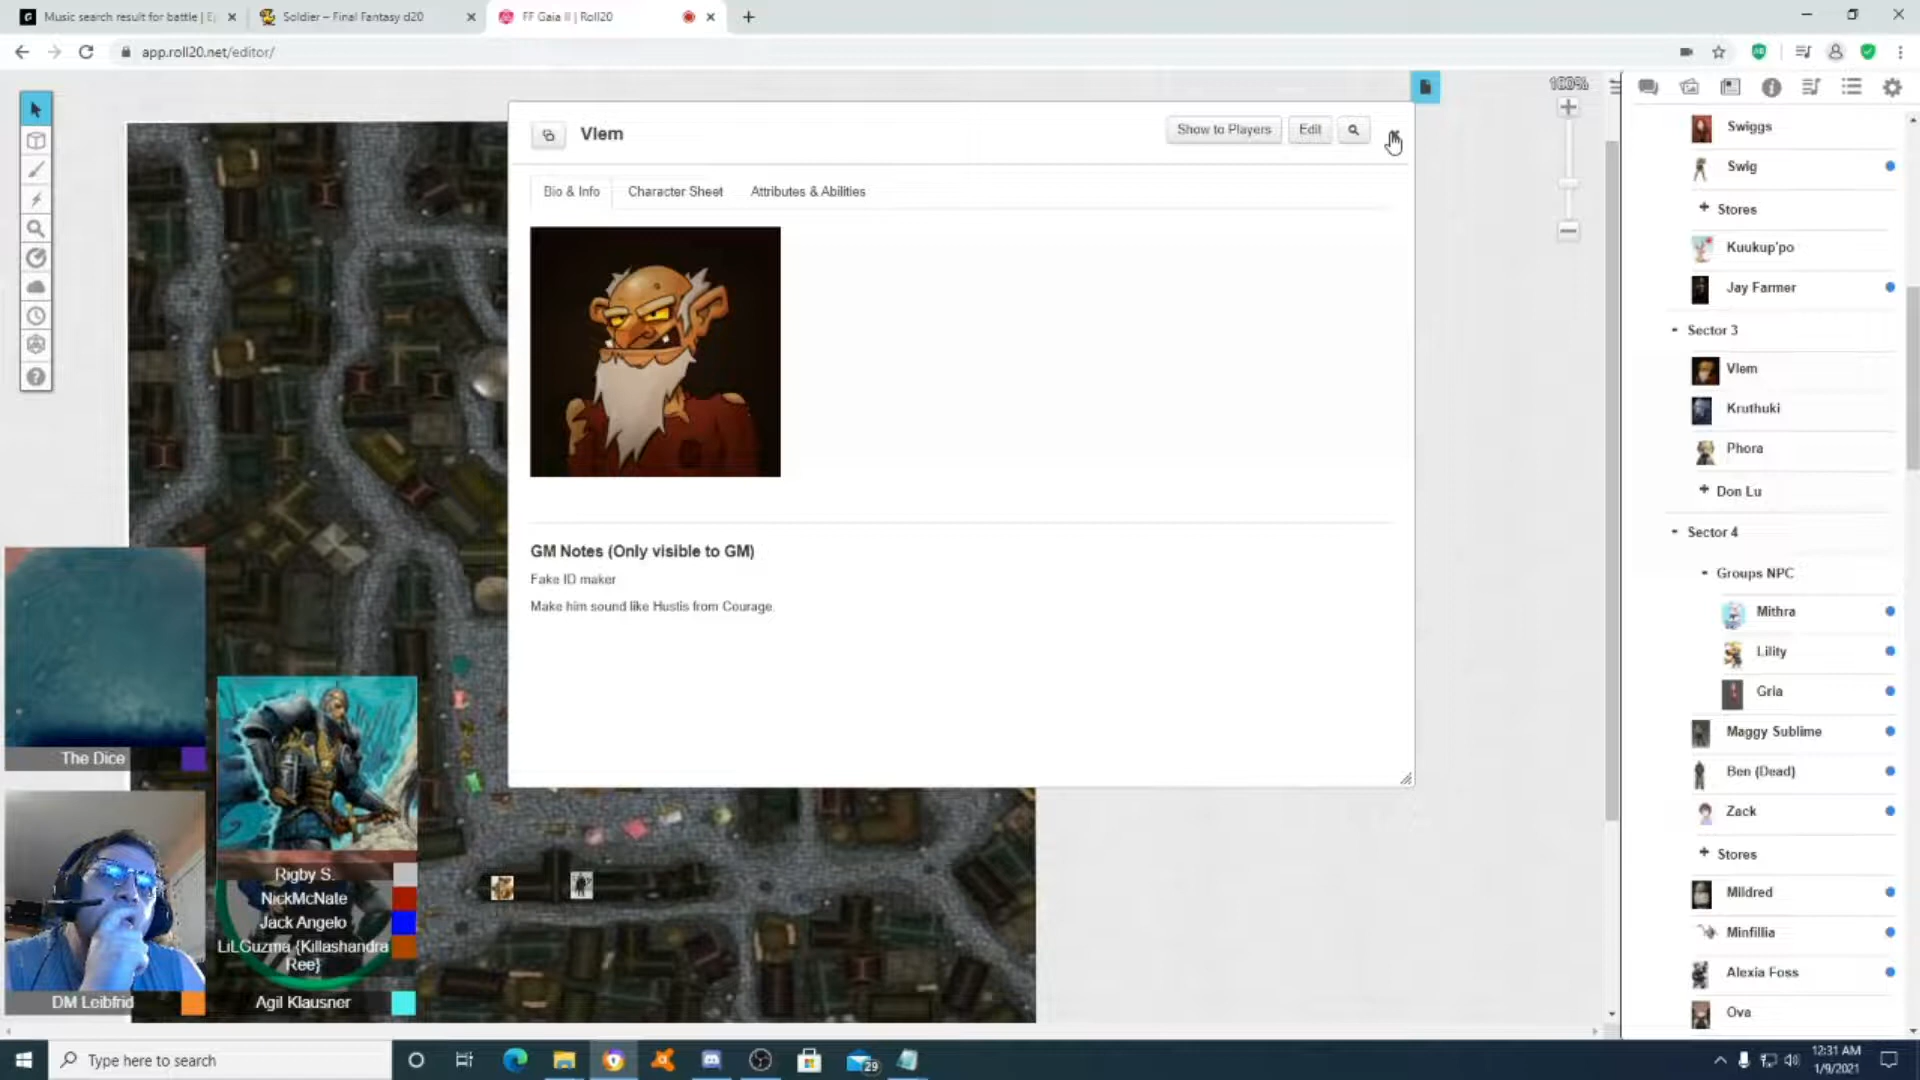 Music search result for battle | E
Soldier – Final Fantasy d20
FF Gaia II | Roll20
app.roll20.net/editor/
Vlem
Show to Players
Edit
Bio & Info
Character Sheet
Attributes & Abilities
GM Notes (Only visible to GM)
Fake ID maker
Make him sound like Hustis from Courage.
100%
Swiggs
Swig
Stores
Kuukup'po
Jay Farmer
Sector 3
Vlem
Kruthuki
Phora
Don Lu
Sector 4
Groups NPC
Mithra
Lility
Gria
Maggy Sublime
Ben (Dead)
Zack
Stores
Mildred
Minfillia
Alexia Foss
Ova
The Dice
DM Leibfrid
Rigby S.
NickMcNate
Jack Angelo
LiLGuzma {Killashandra
Ree}
Agil Klausner
Type here to search
29
12:31 AM
1/9/2021